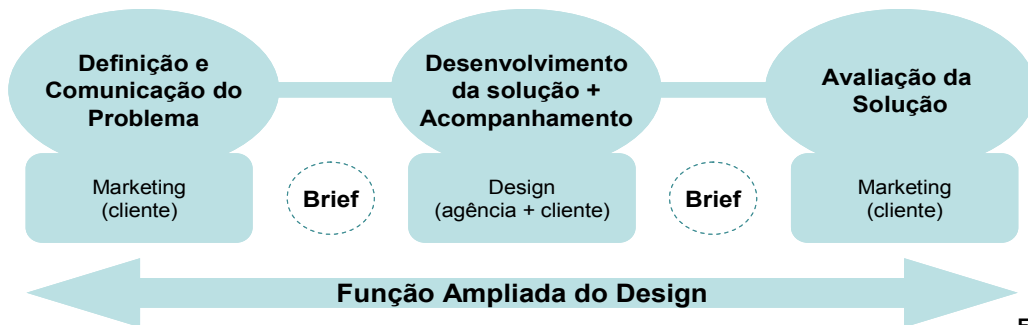 Definição e
Comunicação do
Problema
Desenvolvimento
da solução +
Acompanhamento
Avaliação da
Solução
Marketing
(cliente)
Brief
Design
(agência + cliente)
Brief
Marketing
(cliente)
Função Ampliada do Design